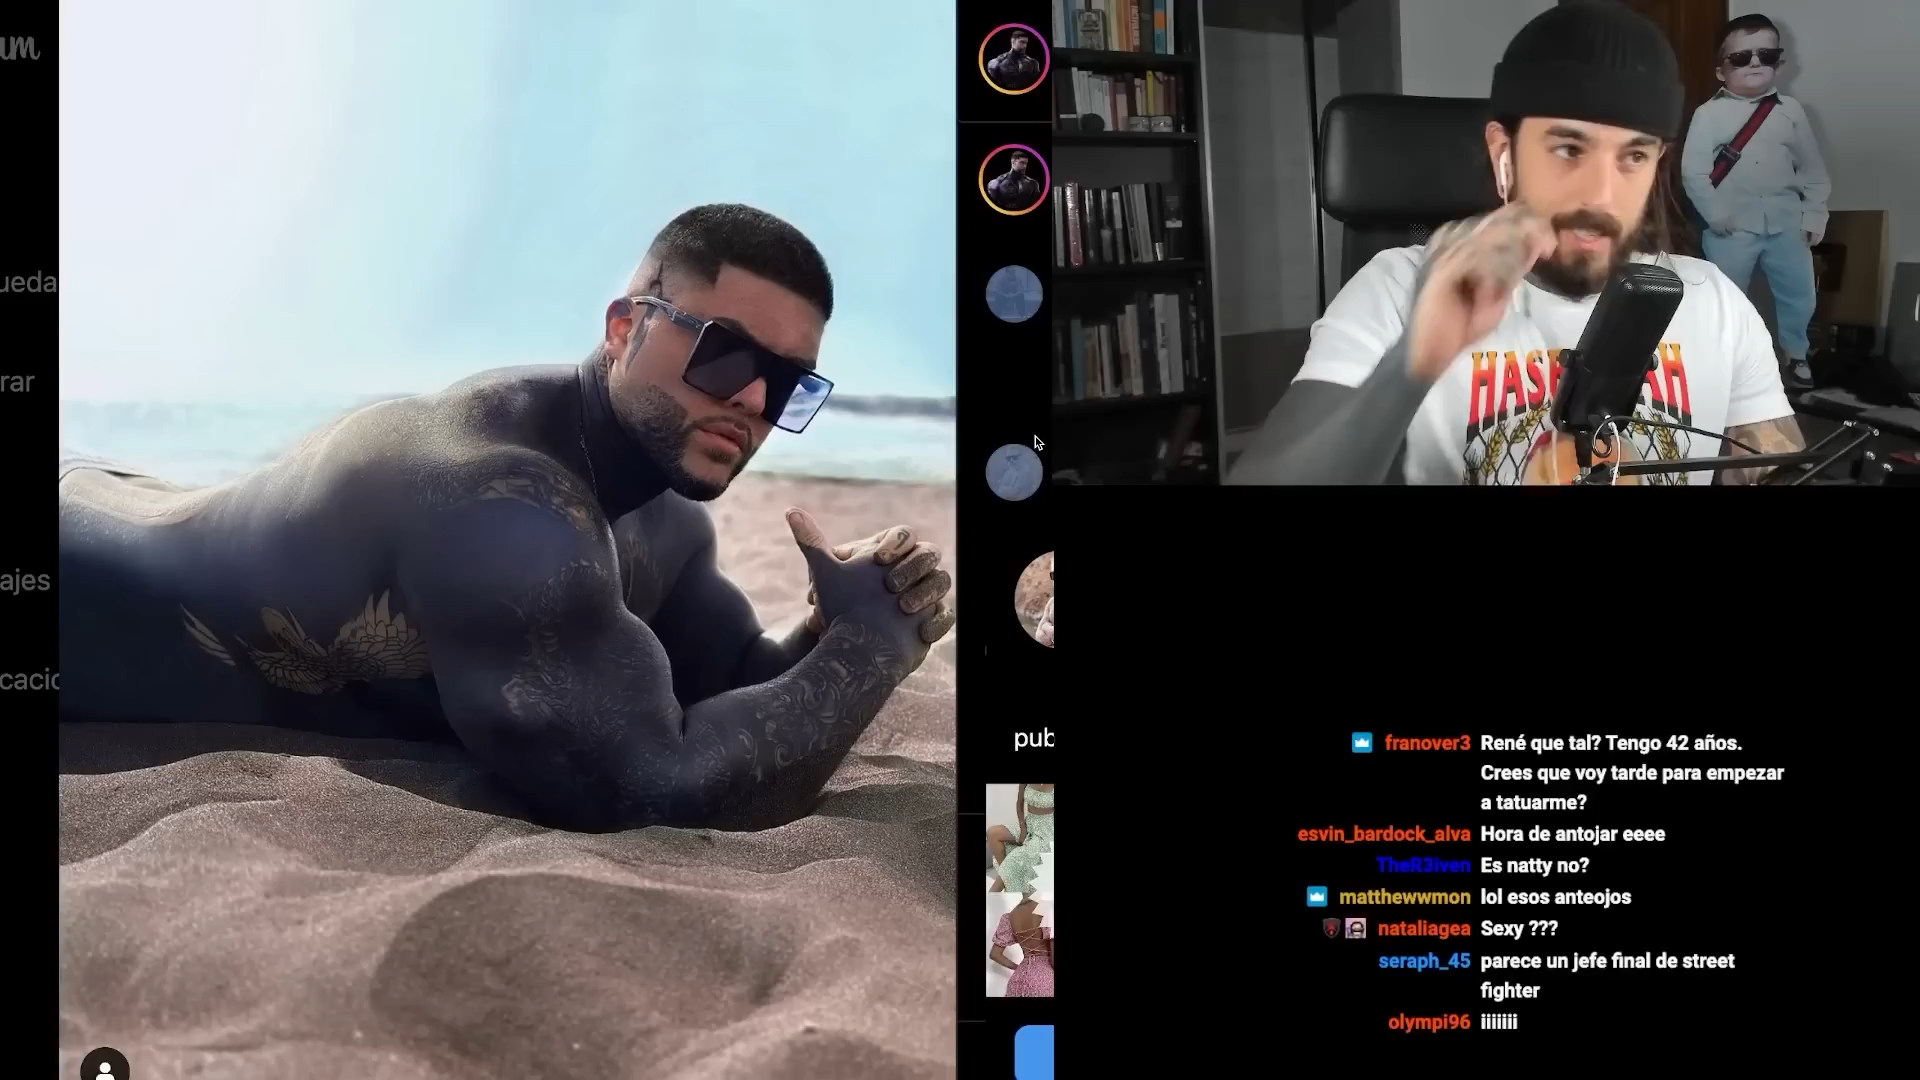 um
ueda
rar
ajes
cacio
pub
franover3 René que tal? Tengo 42 años.
Crees que voy tarde para empezar
a tatuarme?
esvin_bardock_alva Hora de antojar eeee
TheR3iven Es natty no?
matthewwmon lol esos anteojos
nataliagea Sexy ???
seraph_45 parece un jefe final de street
fighter
olympi96 iiiiiii